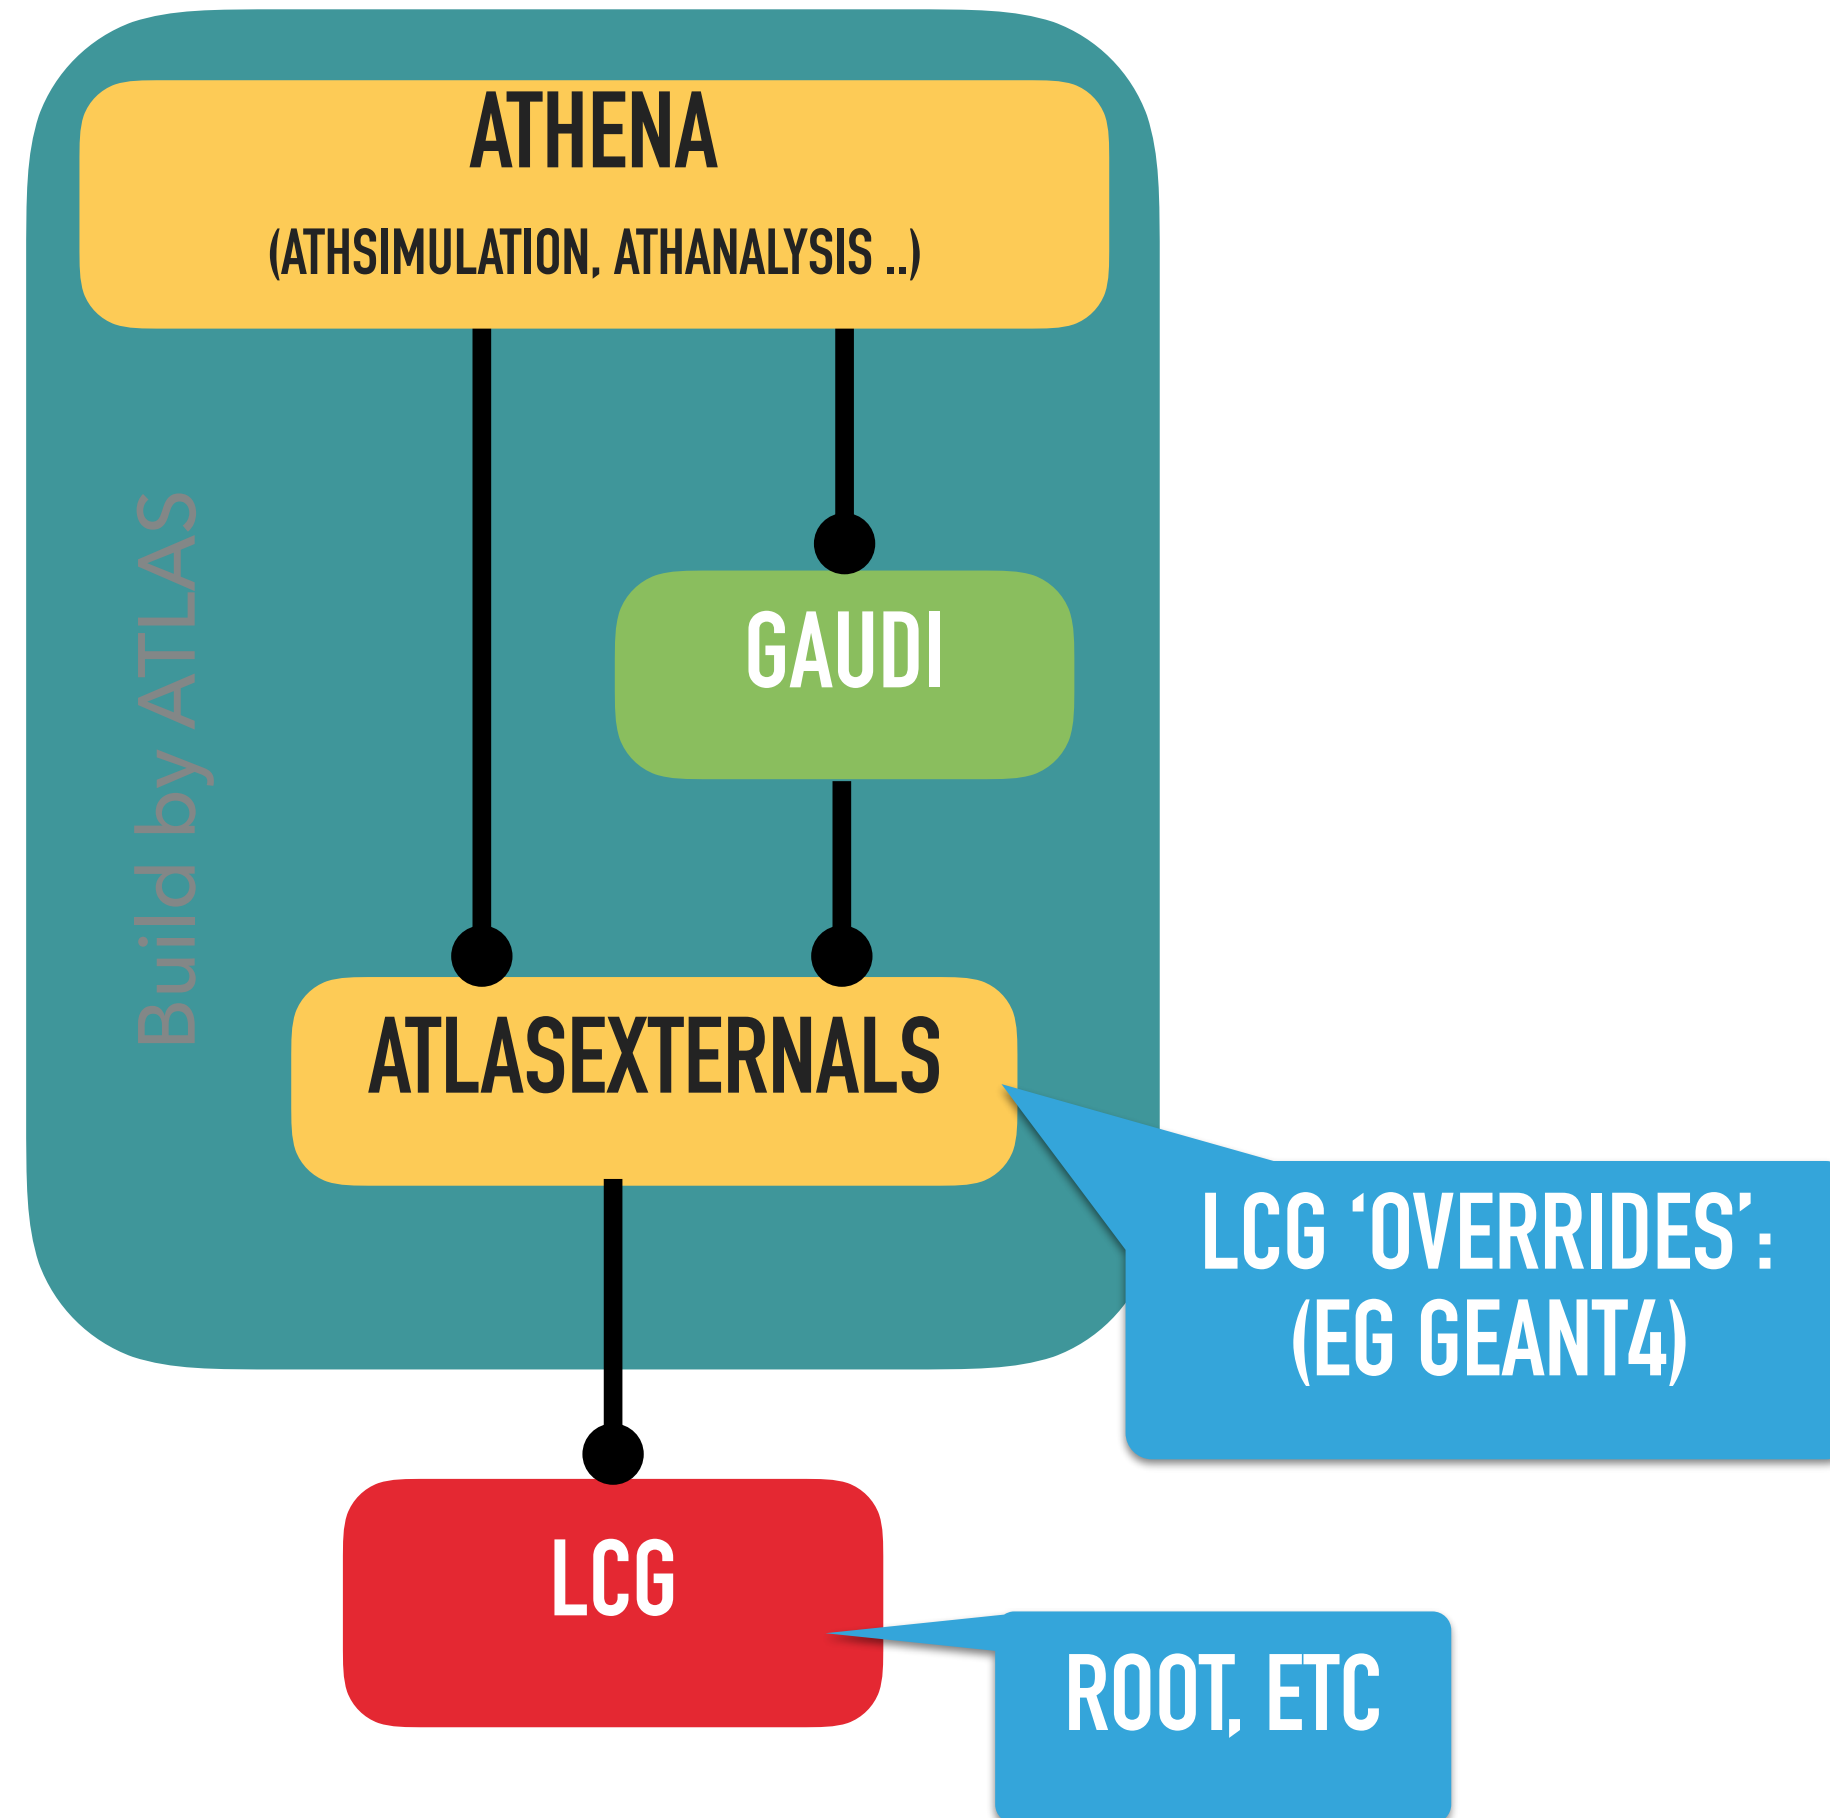 ATHENA
(ATHSIMULATION, ATHANALYSIS ..)
Build by ATLAS
GAUDI
ATLASEXTERNALS
LCG ‘OVERRIDES’:
(EG GEANT4)
LCG
ROOT, ETC